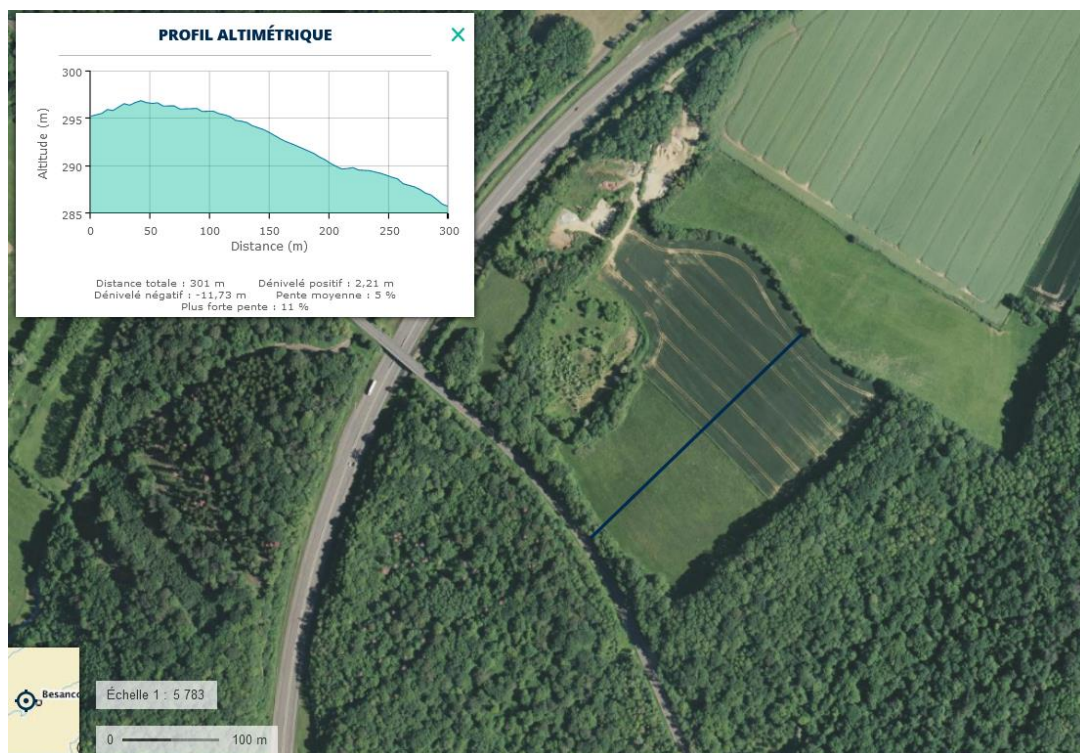 PROFIL ALTIMÉTRIQUE
×
300
295
290
285
Altitude (m)
0 50 100 150 200 250 300
Distance (m)
Distance totale : 301 m Dénivelé positif : 2,21 m
Dénivelé négatif : -11,73 m Pente moyenne : 5 %
Plus forte pente : 11 %
Besanc
Échelle 1 : 5 783
0 100 m